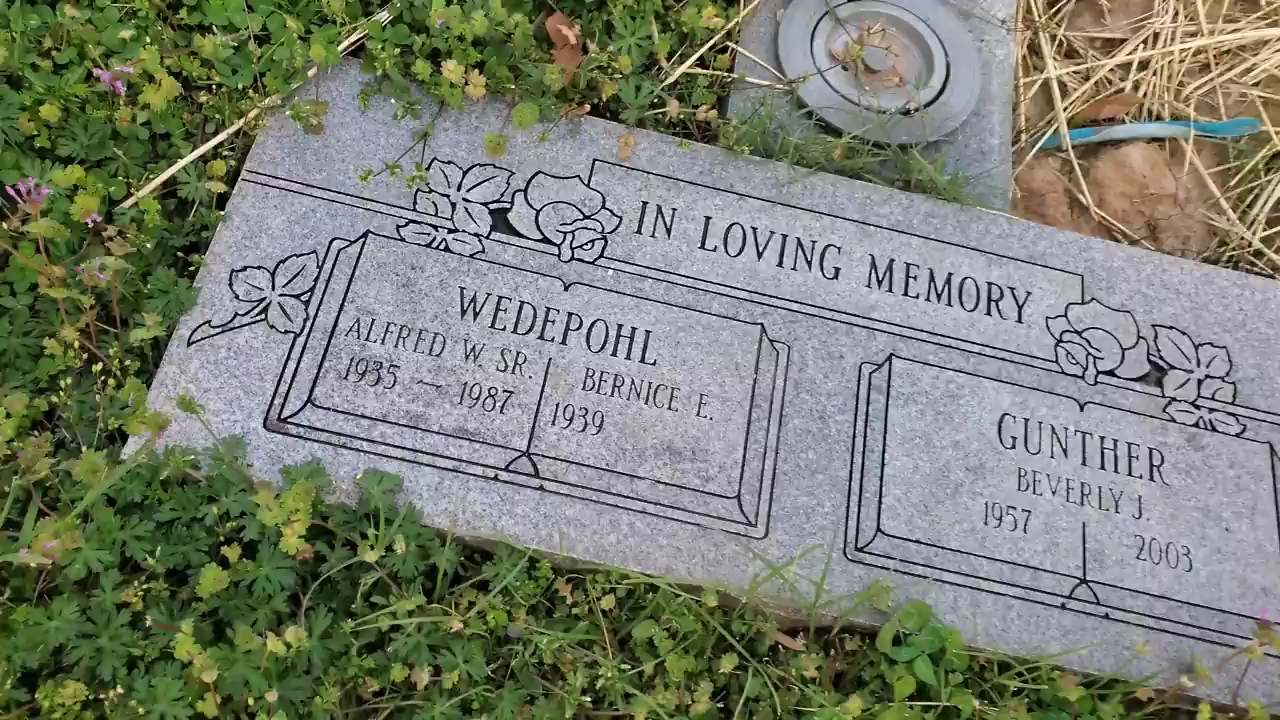 IN LOVING MEMORY
WEDEPOHL
ALFRED W. SR.
1935 — 1987
BERNICE E.
1939
GUNTHER
BEVERLY J.
1957
2003